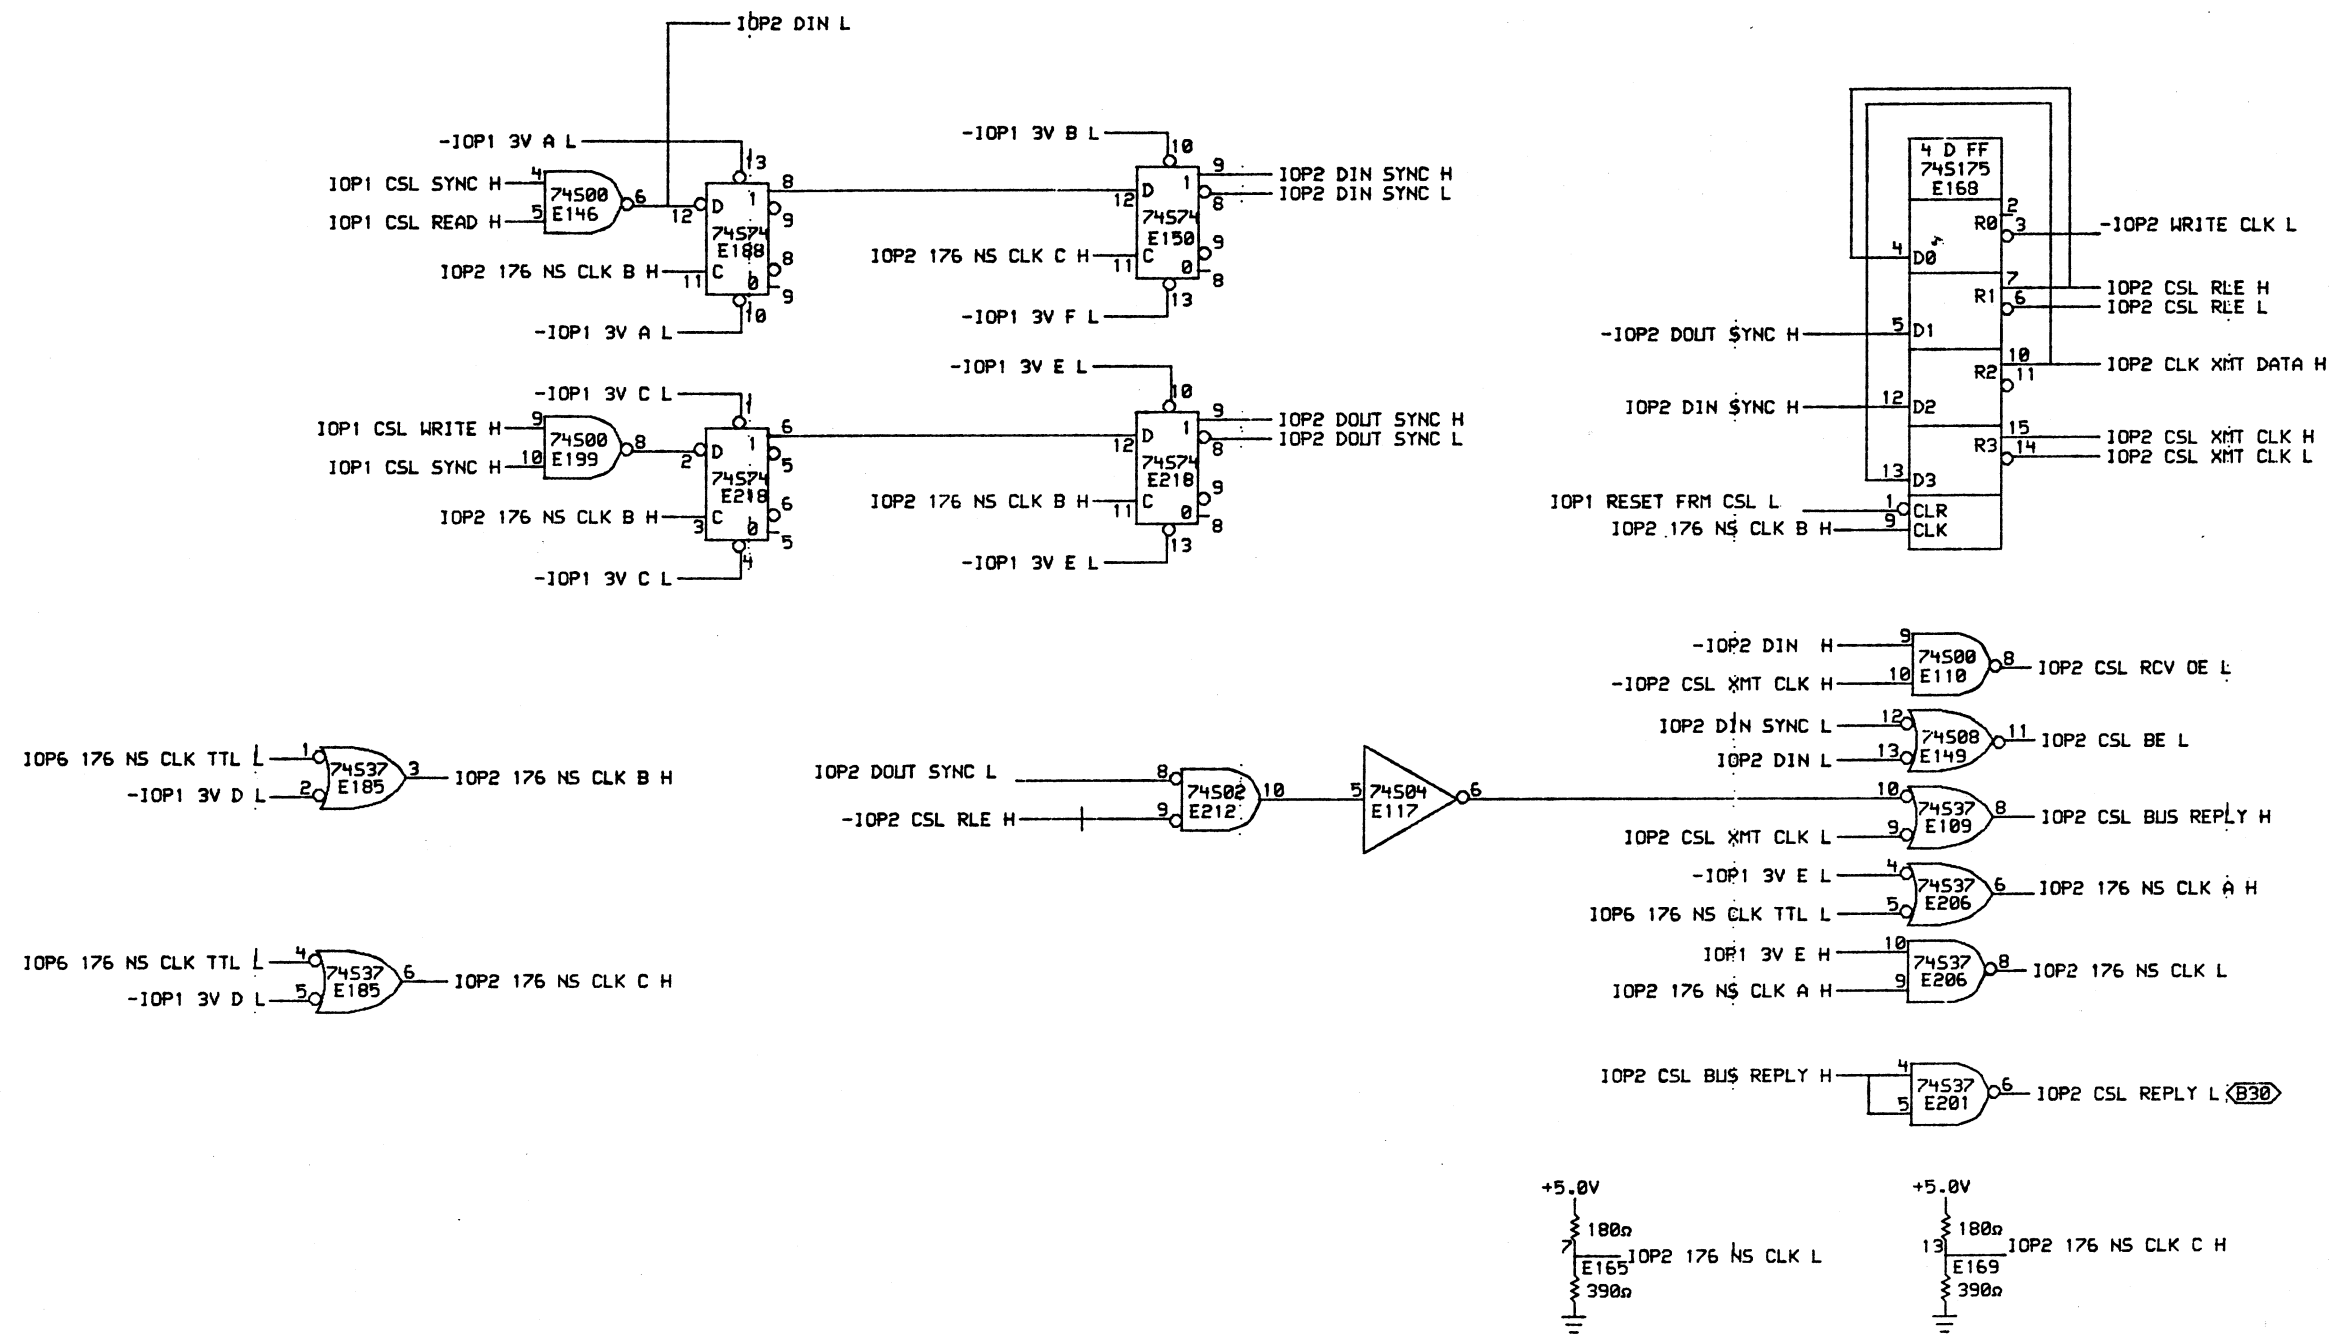 IOP2 DIN L
-IOP1 3V A L
13
IOP1 CSL SYNC H
4
74S00
E146
6
IOP1 CSL READ H
5
12
D
1
8
9
74S74
E188
8
IOP2 176 NS CLK B H
11
C
0
9
10
-IOP1 3V A L
-IOP1 3V B L
10
12
D
1
9
IOP2 DIN SYNC H
8
IOP2 DIN SYNC L
74S74
E150
9
IOP2 176 NS CLK C H
11
C
0
8
13
-IOP1 3V F L
-IOP1 3V C L
1
IOP1 CSL WRITE H
9
74S00
E199
8
IOP1 CSL SYNC H
10
2
D
1
6
5
74S74
E218
6
IOP2 176 NS CLK B H
3
C
0
5
4
-IOP1 3V C L
-IOP1 3V E L
10
12
D
1
9
IOP2 DOUT SYNC H
8
IOP2 DOUT SYNC L
74S74
E218
9
IOP2 176 NS CLK B H
11
C
0
8
13
-IOP1 3V E L
4 D FF
74S175
E168
2
R0
3
-IOP2 WRITE CLK L
4
D0
7
IOP2 CSL RLE H
R1
6
IOP2 CSL RLE L
-IOP2 DOUT SYNC H
5
D1
10
IOP2 CLK XMT DATA H
R2
11
IOP2 DIN SYNC H
12
D2
15
IOP2 CSL XMT CLK H
R3
14
IOP2 CSL XMT CLK L
13
D3
IOP1 RESET FRM CSL L
1
CLR
IOP2 176 NS CLK B H
9
CLK
-IOP2 DIN H
9
74S00
E110
8
IOP2 CSL RCV OE L
-IOP2 CSL XMT CLK H
10
IOP2 DIN SYNC L
12
74S08
E149
11
IOP2 CSL BE L
IOP2 DIN L
13
IOP6 176 NS CLK TTL L
1
74S37
E185
3
IOP2 176 NS CLK B H
-IOP1 3V D L
2
IOP2 DOUT SYNC L
8
74S02
E212
10
-IOP2 CSL RLE H
9
5
74S04
E117
6
10
74S37
E109
8
IOP2 CSL BUS REPLY H
IOP2 CSL XMT CLK L
9
-IOP1 3V E L
4
74S37
E206
6
IOP2 176 NS CLK A H
IOP6 176 NS CLK TTL L
5
IOP6 176 NS CLK TTL L
4
74S37
E185
6
IOP2 176 NS CLK C H
-IOP1 3V D L
5
IOP1 3V E H
10
74S37
E206
8
IOP2 176 NS CLK L
IOP2 176 NS CLK A H
9
IOP2 CSL BUS REPLY H
4
74S37
E201
6
IOP2 CSL REPLY L
B30
5
+5.0V
180Ω
7
IOP2 176 NS CLK L
E165
390Ω
+5.0V
180Ω
13
IOP2 176 NS CLK C H
E169
390Ω